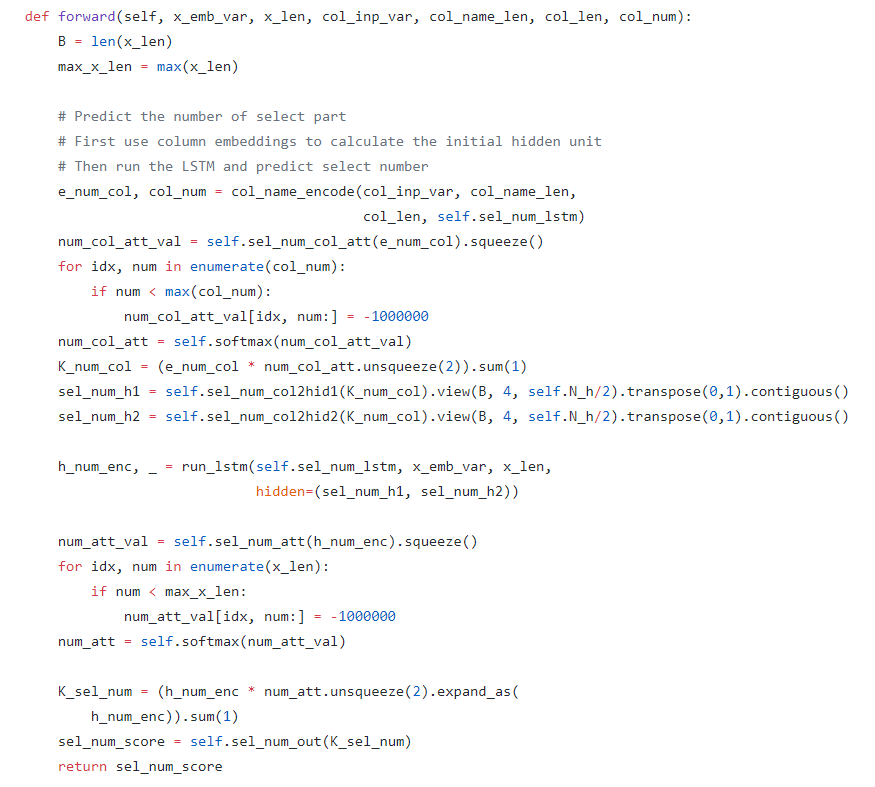 def forward(self, x_emb_var, x_len, col_inp_var, col_name_len, col_len, col_num):
    B = len(x_len)
    max_x_len = max(x_len)

    # Predict the number of select part
    # First use column embeddings to calculate the initial hidden unit
    # Then run the LSTM and predict select number
    e_num_col, col_num = col_name_encode(col_inp_var, col_name_len,
                                         col_len, self.sel_num_lstm)
    num_col_att_val = self.sel_num_col_att(e_num_col).squeeze()
    for idx, num in enumerate(col_num):
        if num < max(col_num):
            num_col_att_val[idx, num:] = -1000000
    num_col_att = self.softmax(num_col_att_val)
    K_num_col = (e_num_col * num_col_att.unsqueeze(2)).sum(1)
    sel_num_h1 = self.sel_num_col2hid1(K_num_col).view(B, 4, self.N_h/2).transpose(0,1).contiguous()
    sel_num_h2 = self.sel_num_col2hid2(K_num_col).view(B, 4, self.N_h/2).transpose(0,1).contiguous()

    h_num_enc, _ = run_lstm(self.sel_num_lstm, x_emb_var, x_len,
                            hidden=(sel_num_h1, sel_num_h2))

    num_att_val = self.sel_num_att(h_num_enc).squeeze()
    for idx, num in enumerate(x_len):
        if num < max_x_len:
            num_att_val[idx, num:] = -1000000
    num_att = self.softmax(num_att_val)

    K_sel_num = (h_num_enc * num_att.unsqueeze(2).expand_as(
        h_num_enc)).sum(1)
    sel_num_score = self.sel_num_out(K_sel_num)
    return sel_num_score